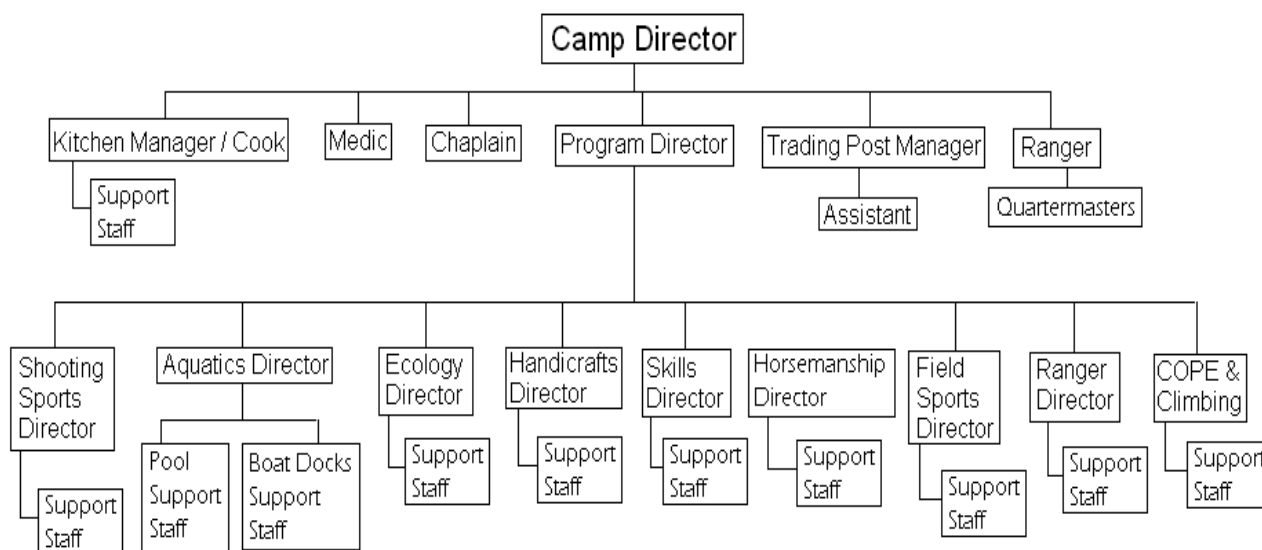 Camp Director
Kitchen Manager / Cook
Medic
Chaplain
Program Director
Trading Post Manager
Ranger
Support
Staff
Assistant
Quartermasters
Shooting
Sports
Director
Aquatics Director
Ecology
Director
Handicrafts
Director
Skills
Director
Horsemanship
Director
Field
Sports
Director
Ranger
Director
COPE &
Climbing
Support
Staff
Pool
Support
Staff
Boat Docks
Support
Staff
Support
Staff
Support
Staff
Support
Staff
Support
Staff
Support
Staff
Support
Staff
Support
Staff